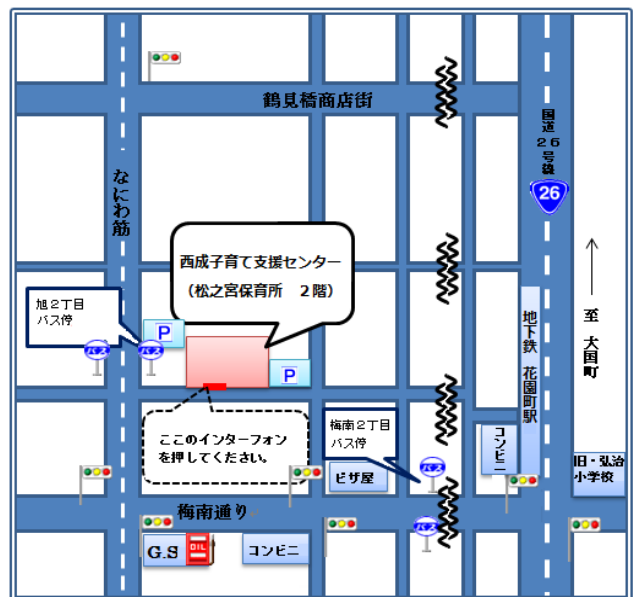 鶴見橋商店街
国道26号線
26
なにわ筋
西成子育て支援センター
(松之宮保育所 2階)
旭2丁目
バス停
P
バス
バス
P
地下鉄 花園町駅
至 大国町
ここのインターフォン
を押してください。
梅南2丁目
バス停
コンビニ
旧・弘治
小学校
バス
ピザ屋
梅南通り
バス
G.S
OIL
コンビニ